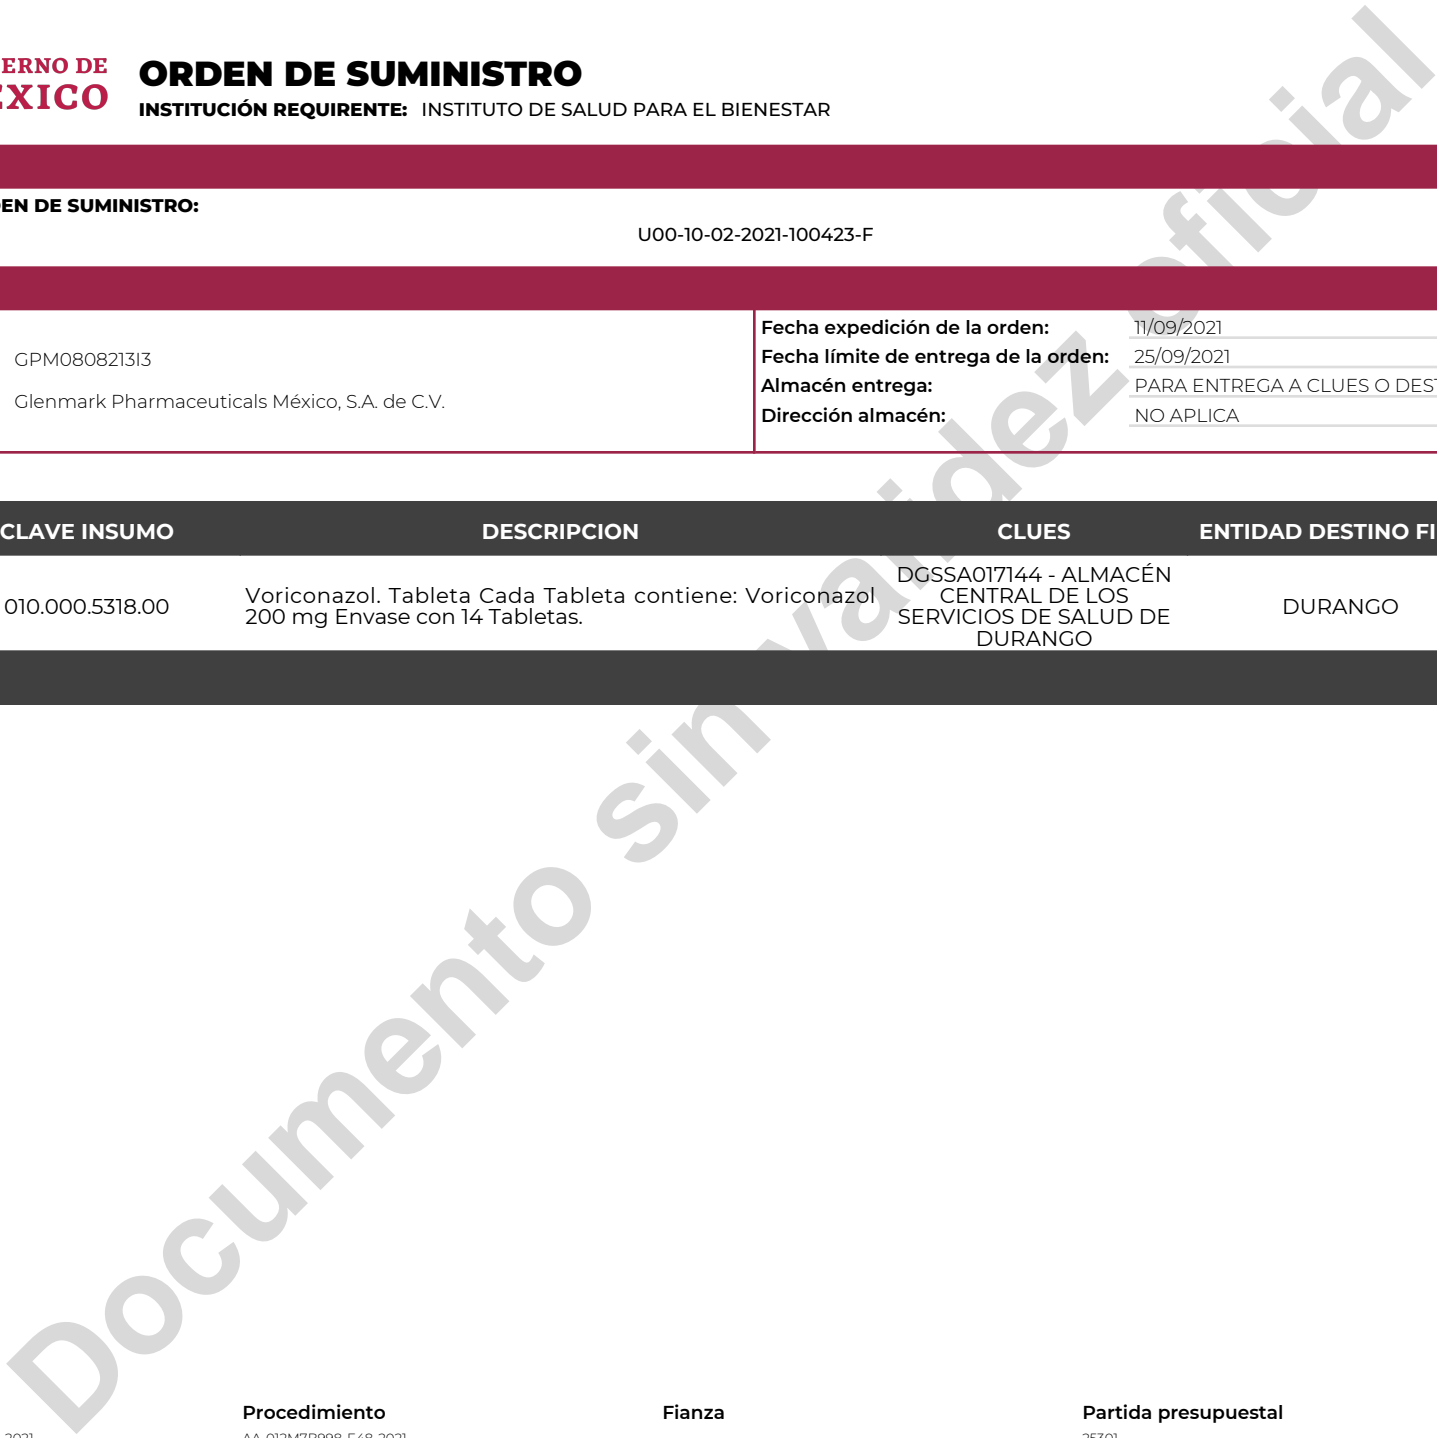 ERNO DE
ÉXICO
ORDEN DE SUMINISTRO
INSTITUCIÓN REQUIRENTE: INSTITUTO DE SALUD PARA EL BIENESTAR
EN DE SUMINISTRO:
U00-10-02-2021-100423-F
GPM0808213I3
Glenmark Pharmaceuticals México, S.A. de C.V.
Fecha expedición de la orden: 11/09/2021
Fecha límite de entrega de la orden: 25/09/2021
Almacén entrega: PARA ENTREGA A CLUES O DEST
Dirección almacén: NO APLICA
CLAVE INSUMO DESCRIPCION CLUES ENTIDAD DESTINO FI
010.000.5318.00
Voriconazol. Tableta Cada Tableta contiene: Voriconazol
200 mg Envase con 14 Tabletas.
DGSSA017144 - ALMACÉN
CENTRAL DE LOS
SERVICIOS DE SALUD DE
DURANGO
DURANGO
Documento sin validez oficial
Procedimiento Fianza Partida presupuestal